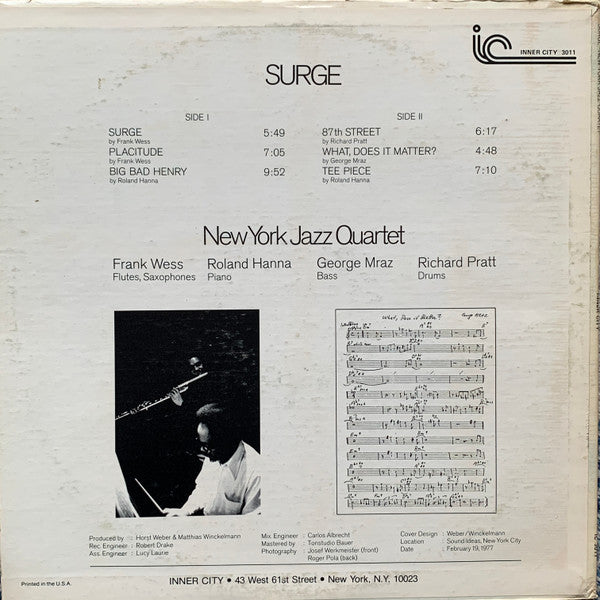 ic INNER CITY 3011
SURGE
SIDE I
SURGE 5:49
by Frank Wess
PLACITUDE 7:05
by Frank Wess
BIG BAD HENRY 9:52
by Roland Hanna
SIDE II
87th STREET 6:17
by Richard Pratt
WHAT, DOES IT MATTER? 4:48
by George Mraz
TEE PIECE 7:10
by Roland Hanna
New York Jazz Quartet
Frank Wess Roland Hanna George Mraz Richard Pratt
Flutes, Saxophones Piano Bass Drums
What, Does it Matter?
Produced by : Horst Weber & Matthias Winckelmann
Rec. Engineer : Robert Drake
Ass. Engineer : Lucy Laurie
Mix. Engineer : Carlos Albrecht
Mastered by : Tonstudio Bauer
Photography : Josef Werkmeister (front)
Roger Pola (back)
Cover Design : Weber / Winckelmann
Location : Sound Ideas, New York City
Date : February 19, 1977
Printed in the U.S.A.
INNER CITY • 43 West 61st Street • New York, N.Y. 10023